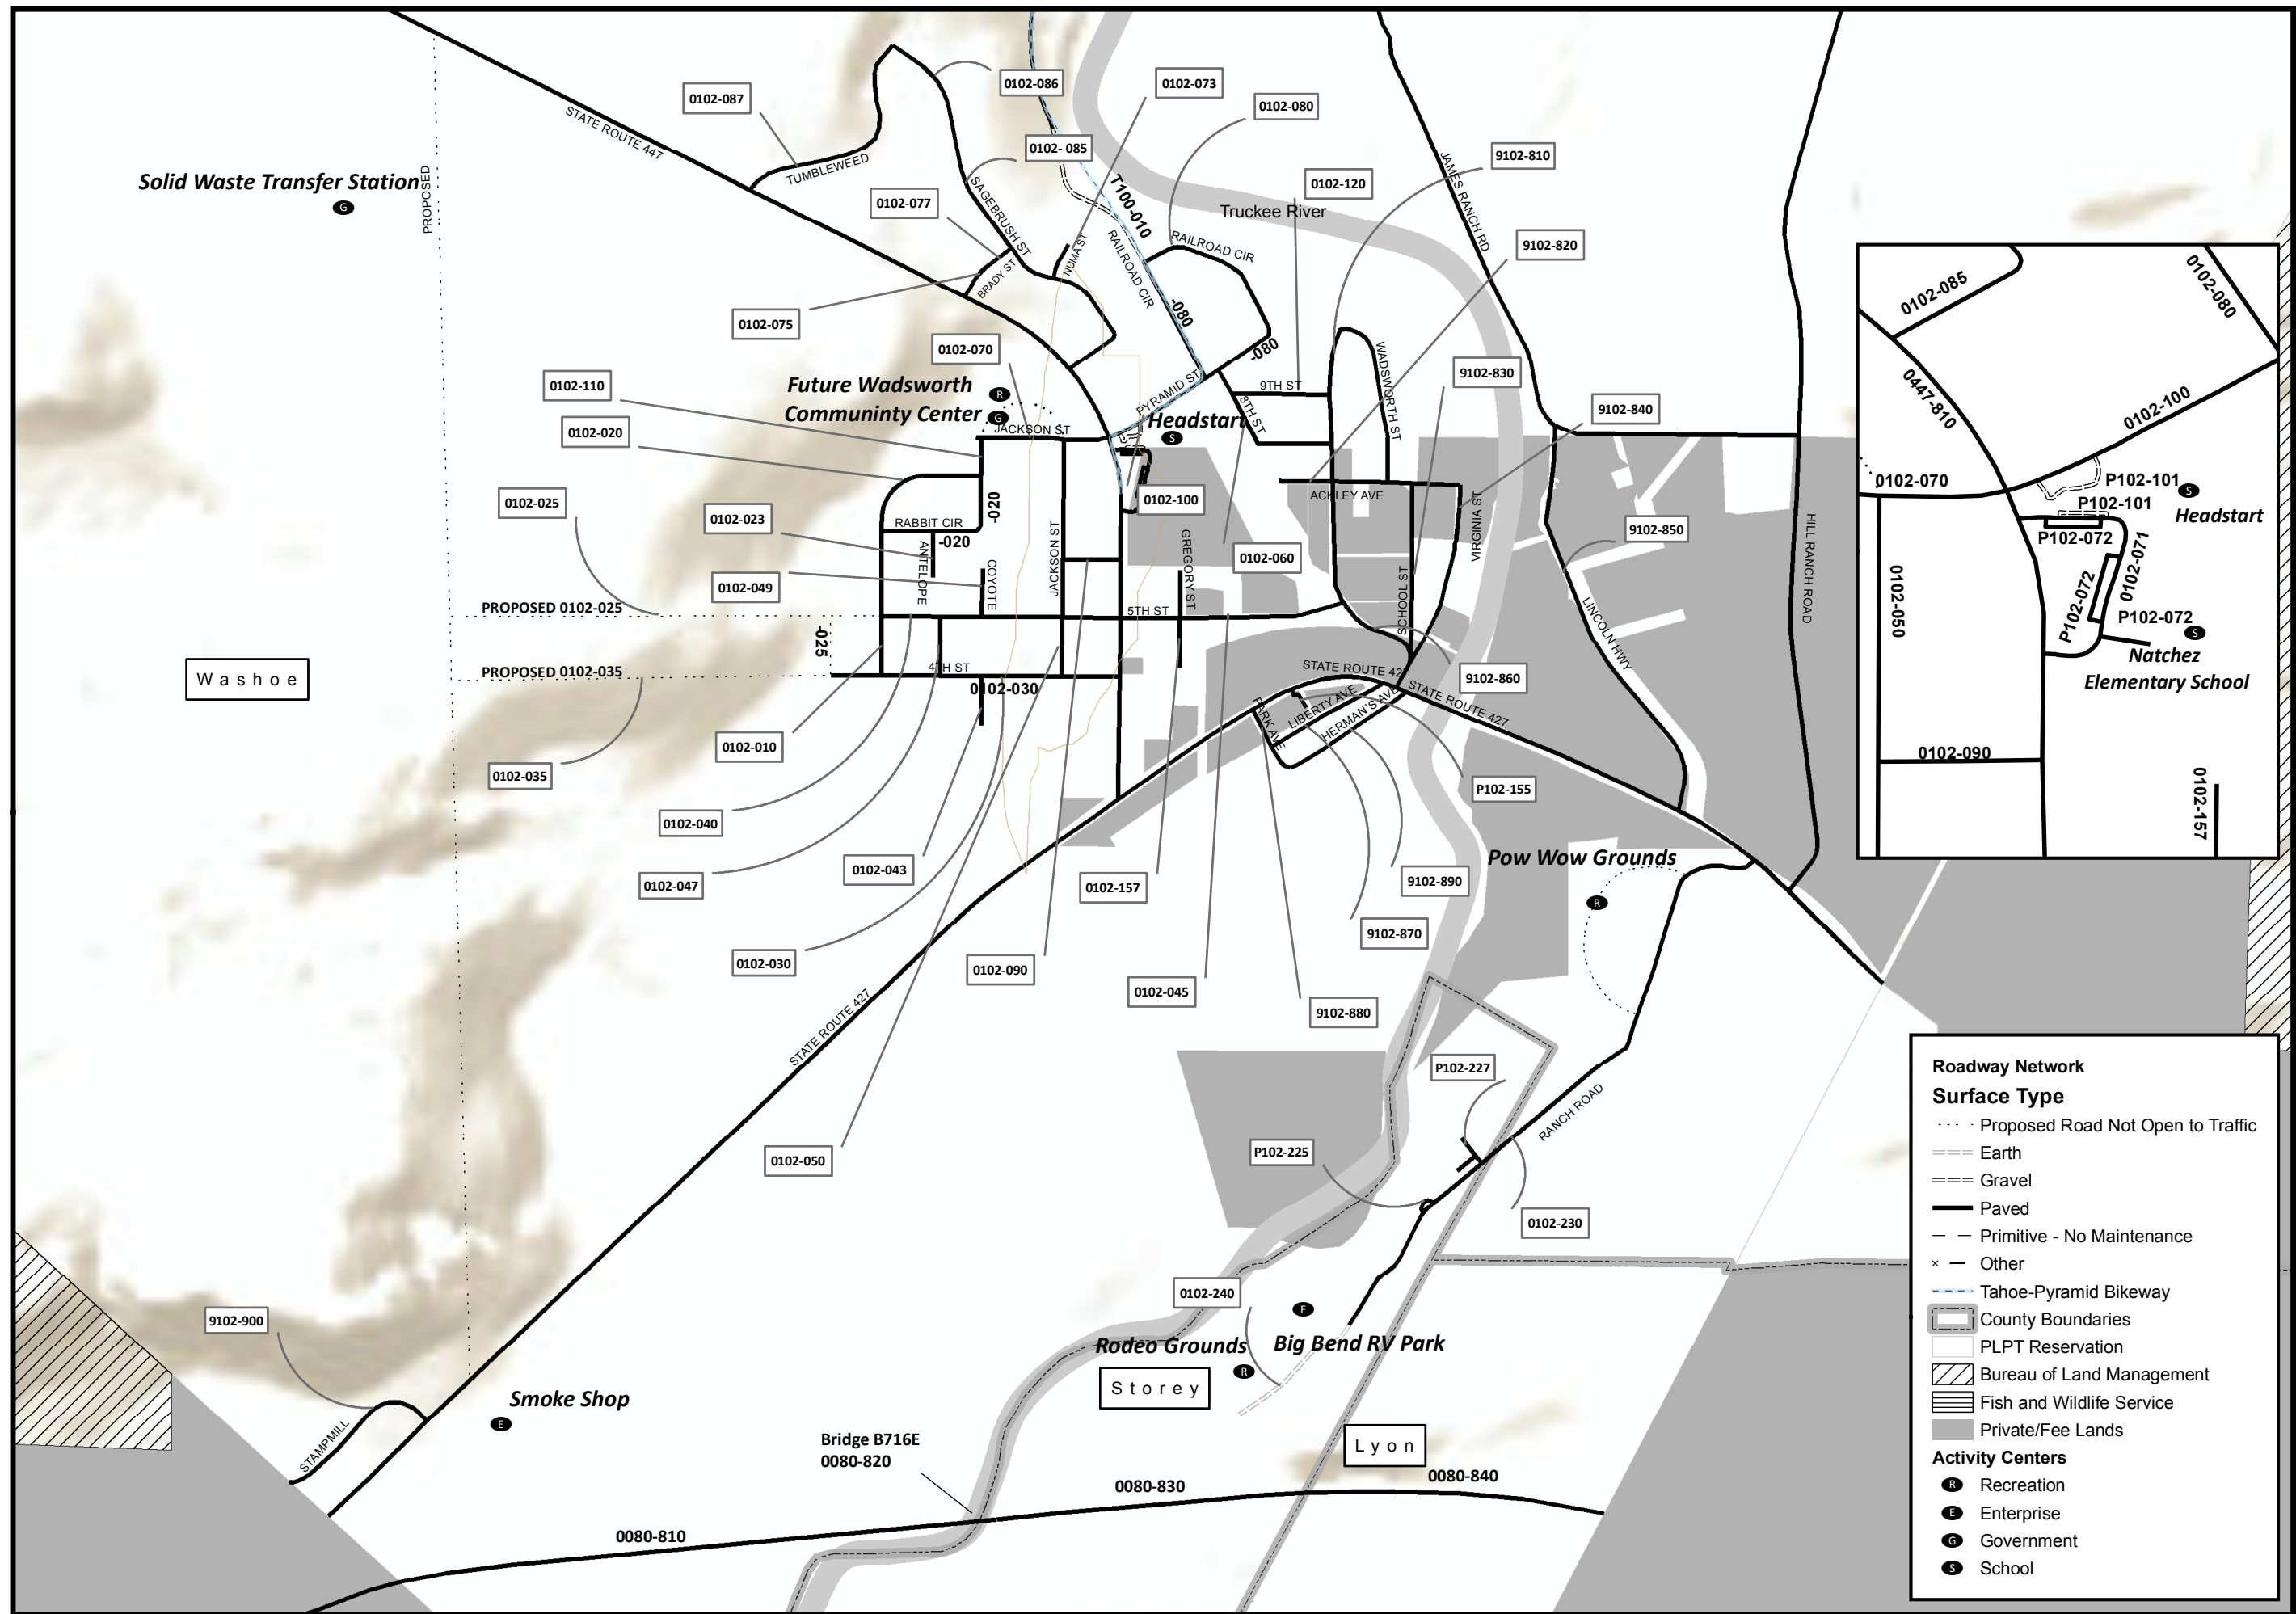 0102-086
0102-073
0102-087
0102-080
STATE ROUTE 447
0102- 085
9102-810
TUMBLEWEED
JAMES RANCH RD
Solid Waste Transfer Station
G
PROPOSED
SAGEBRUSH ST
T100-010
0102-120
0102-077
Truckee River
NUMA ST
RAILROAD CIR
RAILROAD CIR
9102-820
BRADY ST
0102-075
-080
-080
0102-070
WADSWORTH ST
9102-830
0102-110
Future Wadsworth
Communinty Center
R
G
PYRAMID ST
9TH ST
8TH ST
9102-840
0102-020
JACKSON ST
Headstart
S
0102-025
0102-023
-020
0102-100
ACKLEY AVE
VIRGINIA ST
RABBIT CIR
-020
ANTELOPE
COYOTE
JACKSON ST
GREGORY ST
0102-060
9102-850
HILL RANCH ROAD
0102-049
SCHOOL ST
LINCOLN HWY
PROPOSED 0102-025
5TH ST
-025
Washoe
PROPOSED 0102-035
4TH ST
0102-030
STATE ROUTE 42
9102-860
STATE ROUTE 427
PARK AVE
LIBERTY AVE
HERMAN'S AVE
0102-010
0102-035
P102-155
0102-040
0102-043
0102-047
0102-157
9102-890
Pow Wow Grounds
R
9102-870
0102-030
0102-090
0102-045
9102-880
STATE ROUTE 427
P102-227
RANCH ROAD
0102-050
P102-225
0102-230
0102-240
E
9102-900
Rodeo Grounds
R
Big Bend RV Park
Storey
Smoke Shop
E
STAMPMILL
Bridge B716E
0080-820
Lyon
0080-830
0080-840
0080-810
0102-085
0102-080
0447-810
0102-100
0102-070
P102-101
P102-101
S
Headstart
P102-072
0102-071
P102-072
0102-050
P102-072
S
Natchez
Elementary School
0102-090
0102-157
Roadway Network
Surface Type
Proposed Road Not Open to Traffic
Earth
Gravel
Paved
Primitive - No Maintenance
Other
Tahoe-Pyramid Bikeway
County Boundaries
PLPT Reservation
Bureau of Land Management
Fish and Wildlife Service
Private/Fee Lands
Activity Centers
R Recreation
E Enterprise
G Government
S School